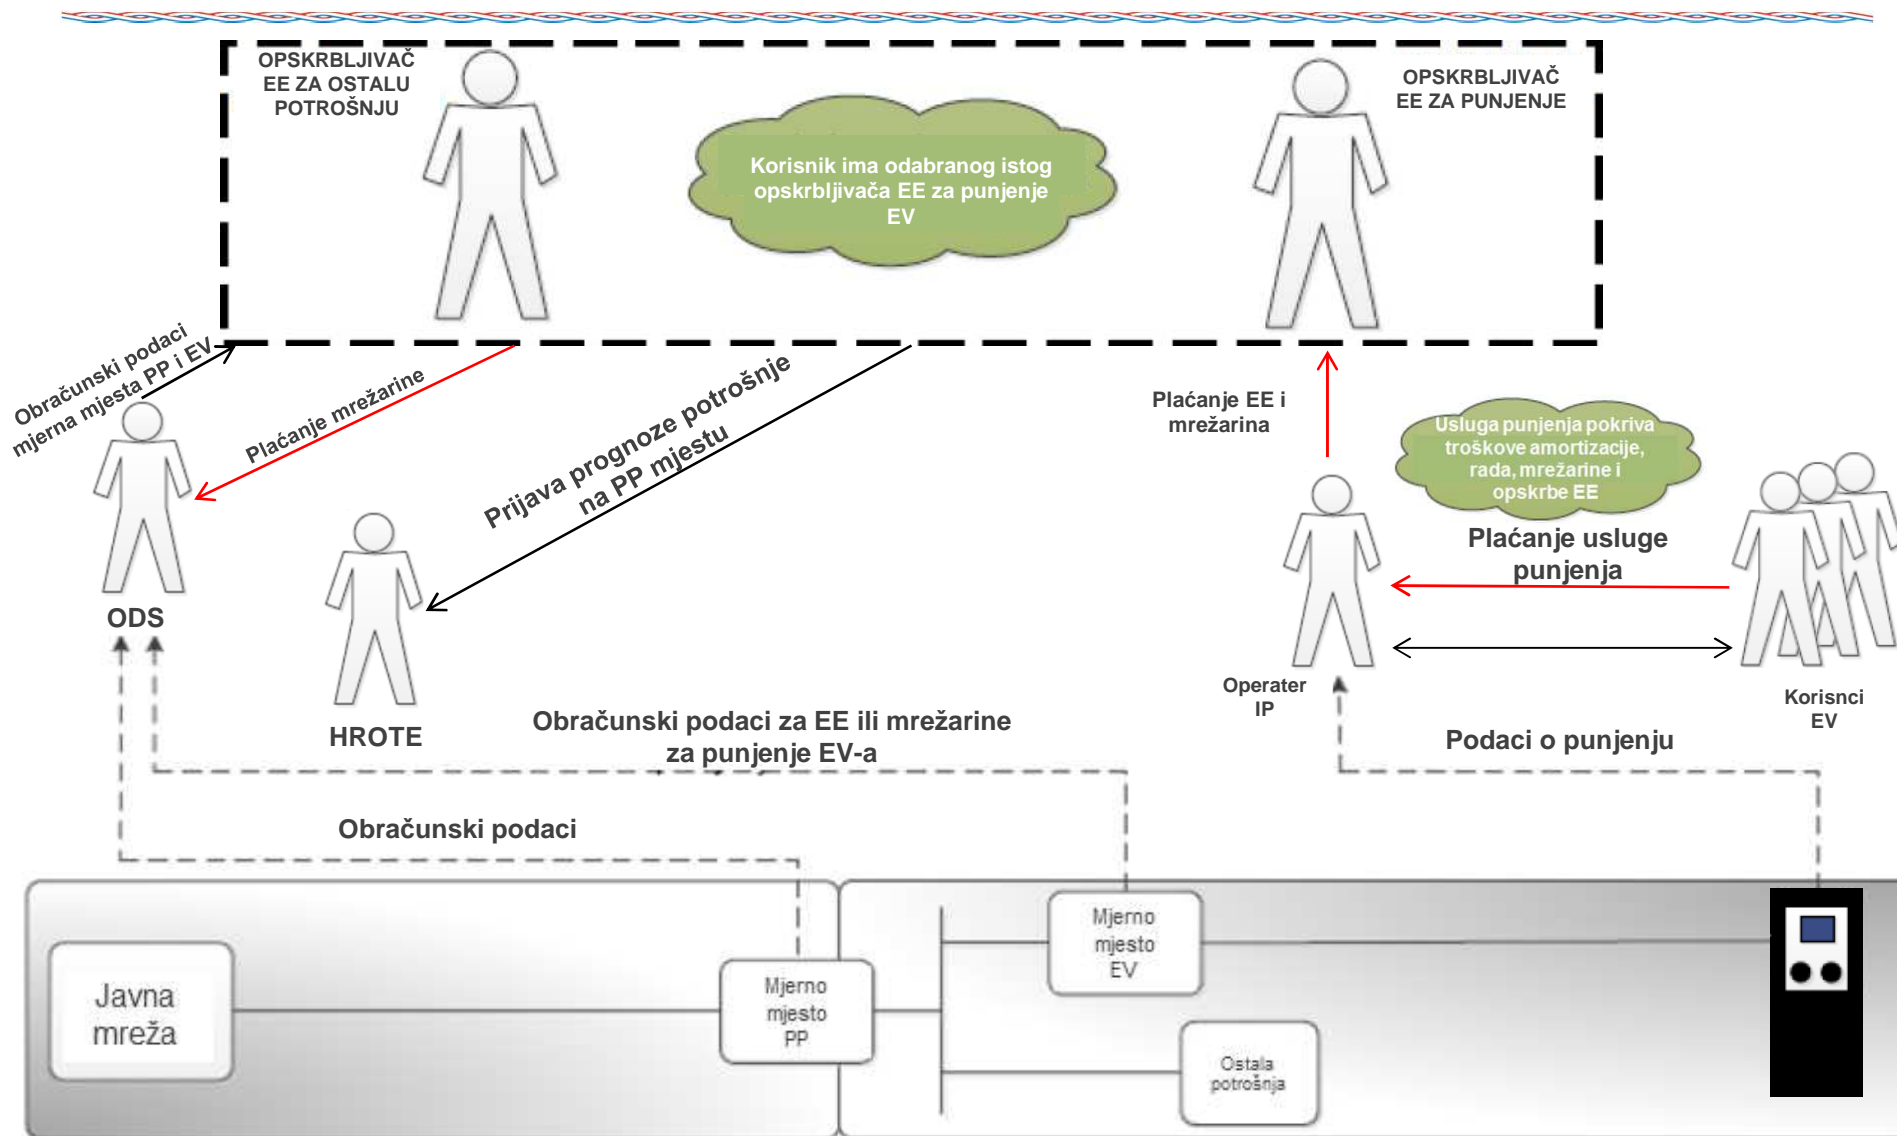 OPSKRBLJIVAČ
EE ZA OSTALU
POTROŠNJU
OPSKRBLJIVAČ
EE ZA PUNJENJE
Korisnik ima odabranog istog
opskrbljivača EE za punjenje
EV
Obračunski podaci
mjerna mjesta PP i EV
Plaćanje mrežarine
Prijava prognoze potrošnje
na PP mjestu
Plaćanje EE i
mrežarina
Usluga punjenja pokriva
troškove amortizacije,
rada, mrežarine i
opskrbe EE
Plaćanje usluge
punjenja
ODS
HROTE
Operater
IP
Korisnci
EV
Obračunski podaci za EE ili mrežarine
za punjenje EV-a
Podaci o punjenju
Obračunski podaci
Javna
mreža
Mjerno
mjesto
PP
Mjerno
mjesto
EV
Ostala
potrošnja